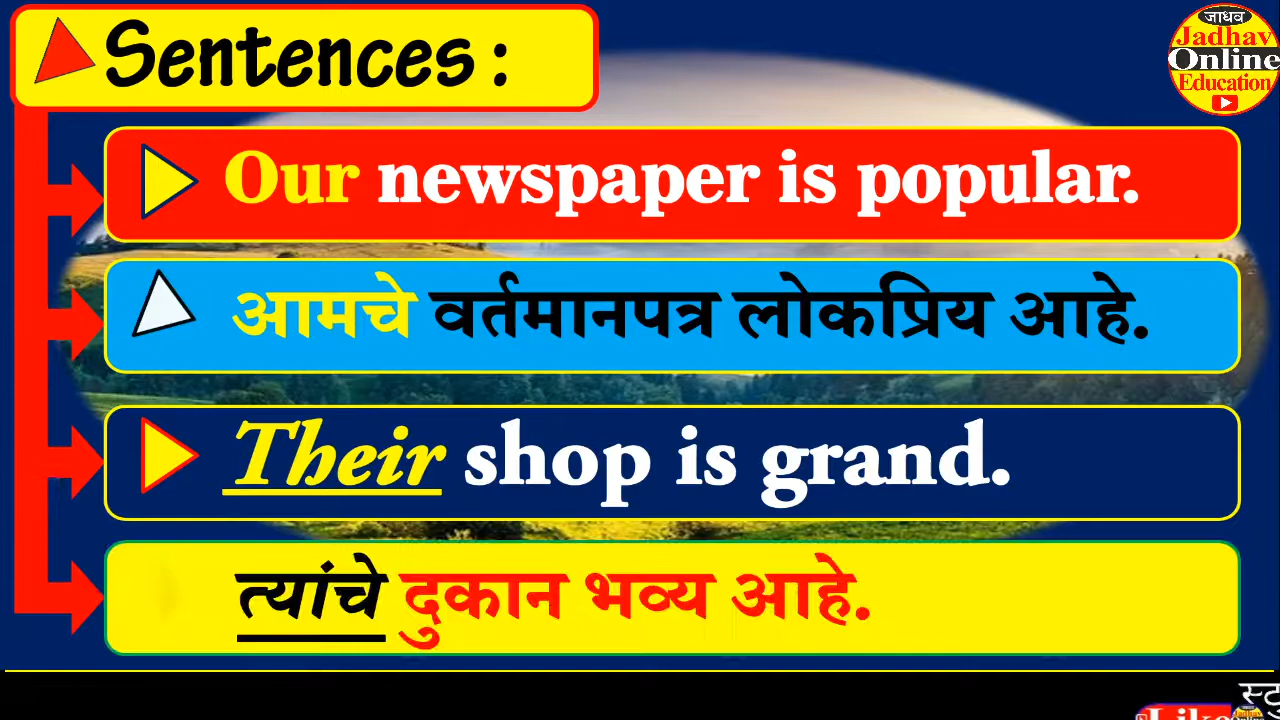 Sentences :
जाधव
Jadhav
Online
Education
Our newspaper is popular.
आमचे वर्तमानपत्र लोकप्रिय आहे.
Their shop is grand.
त्यांचे दुकान भव्य आहे.
Like